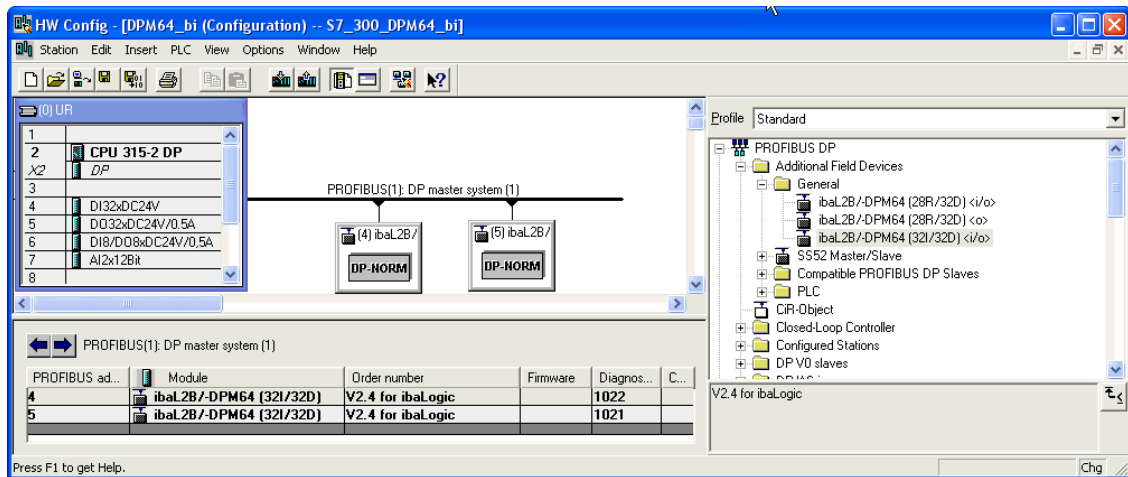 HW Config - [DPM64_bi (Configuration) -- S7_300_DPM64_bi]
Station Edit Insert PLC View Options Window Help
(0) UR
1
2 CPU 315-2 DP
X2 DP
3
4 DI32xDC24V
5 DO32xDC24V/0.5A
6 DI8/DO8xDC24V/0,5A
7 AI2x12Bit
8
PROFIBUS(1): DP master system (1)
(4) ibaL2B/
DP-NORM
(5) ibaL2B/
DP-NORM
Profile Standard
PROFIBUS DP
Additional Field Devices
General
ibaL2B/-DPM64 (28R/32D) <i/o>
ibaL2B/-DPM64 (28R/32D) <o>
ibaL2B/-DPM64 (32I/32D) <i/o>
SS52 Master/Slave
Compatible PROFIBUS DP Slaves
PLC
CiR-Object
Closed-Loop Controller
Configured Stations
DP V0 slaves
PROFIBUS(1): DP master system (1)
PROFIBUS ad... Module Order number Firmware Diagnos... C...
4 ibaL2B/-DPM64 (32I/32D) V2.4 for ibaLogic 1022
5 ibaL2B/-DPM64 (32I/32D) V2.4 for ibaLogic 1021
V2.4 for ibaLogic
Press F1 to get Help.
Chg